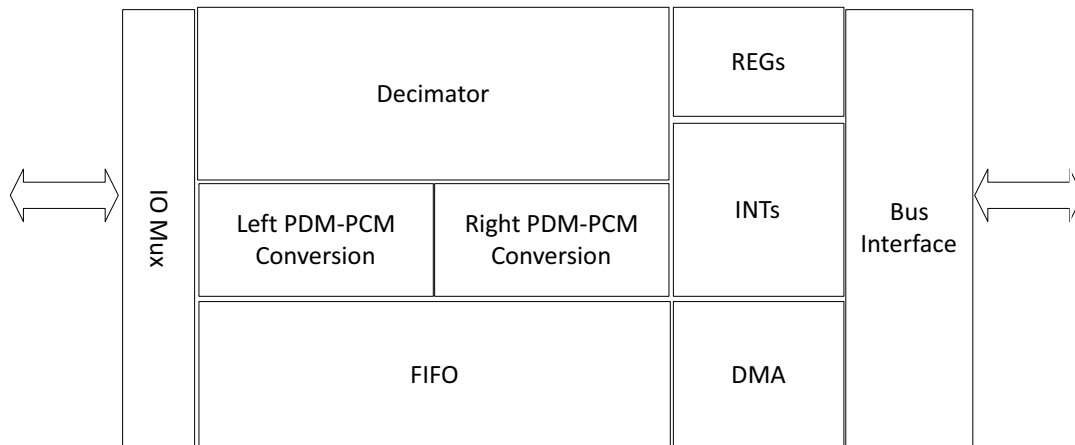 IO Mux
Decimator
Left PDM-PCM
Conversion
Right PDM-PCM
Conversion
FIFO
REGs
INTs
DMA
Bus
Interface